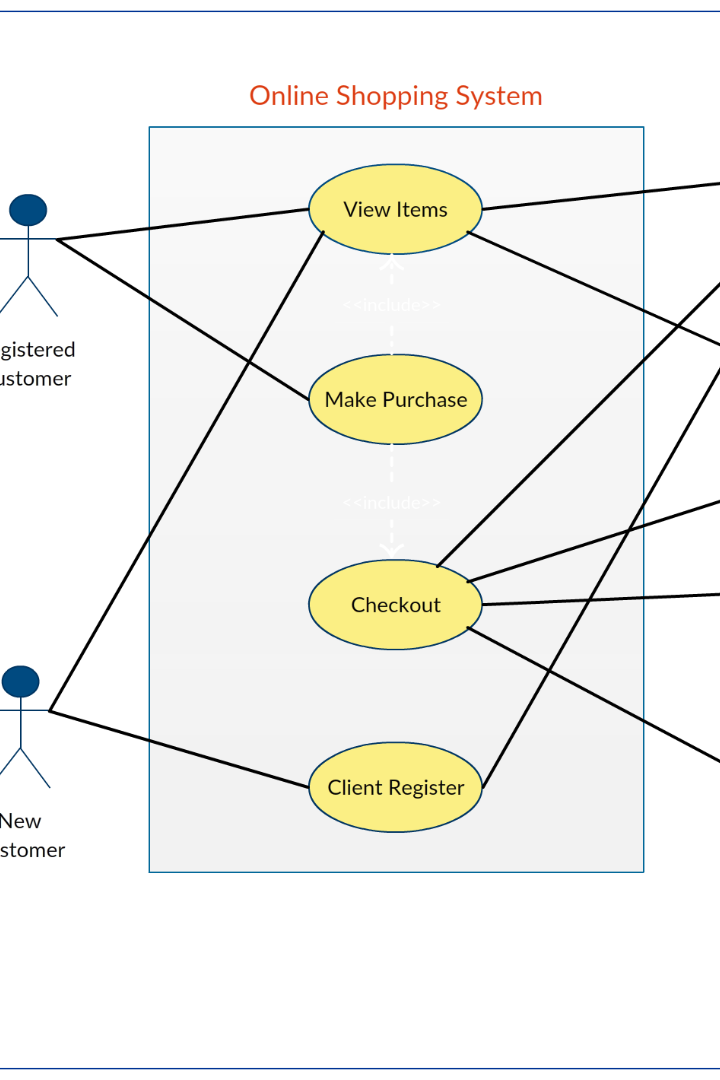 Online Shopping System
View Items
<<include>>
gistered
ustomer
Make Purchase
<<include>>
Checkout
Client Register
New
stomer